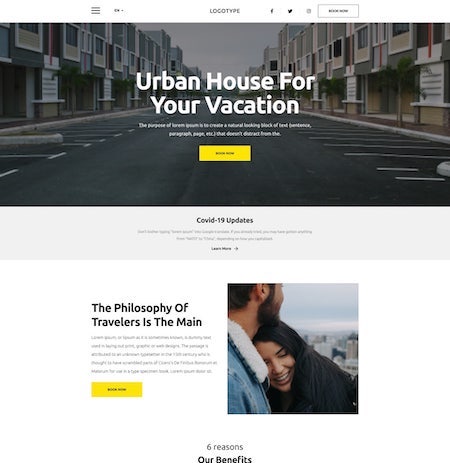 EN
LOGOTYPE
BOOK NOW
Urban House For
Your Vacation
The purpose of lorem ipsum is to create a natural looking block of text (sentence,
paragraph, page, etc.) that doesn't distract from the.
BOOK NOW
Covid-19 Updates
Don't bother typing "lorem ipsum" into Google translate. If you already tried, you may have gotten anything
from "NATO" to "China", depending on how you capitalized.
Learn More
The Philosophy Of
Travelers Is The Main
Lorem ipsum, or lipsum as it is sometimes known, is dummy text
used in laying out print, graphic or web designs. The passage is
attributed to an unknown typesetter in the 15th century who is
thought to have scrambled parts of Cicero's De Finibus Bonorum et
Malorum for use in a type specimen book.
BOOK NOW
6 reasons
Our Benefits